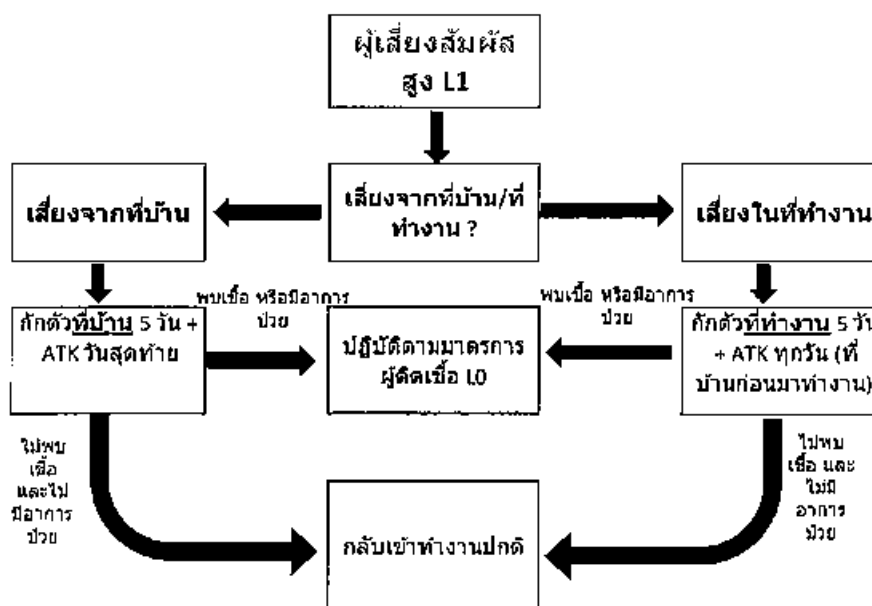 ผู้เสี่ยงสัมผัส
สูง L1
เสี่ยงจากที่บ้าน
เสี่ยงจากที่บ้าน/ที่
ทำงาน ?
เสี่ยงในที่ทำงาน
กักตัวที่บ้าน 5 วัน +
ATK วันสุดท้าย
พบเชื้อ หรือมีอาการ
ป่วย
ปฏิบัติตามมาตรการ
ผู้ติดเชื้อ L0
พบเชื้อ หรือมีอาการ
ป่วย
กักตัวที่ทำงาน 5 วัน
+ ATK ทุกวัน (ที่
บ้านก่อนมาทำงาน)
ไม่พบ
เชื้อ
และไม่
มีอาการ
ป่วย
กลับเข้าทำงานปกติ
ไม่พบ
เชื้อ และ
ไม่มี
อาการ
ป่วย